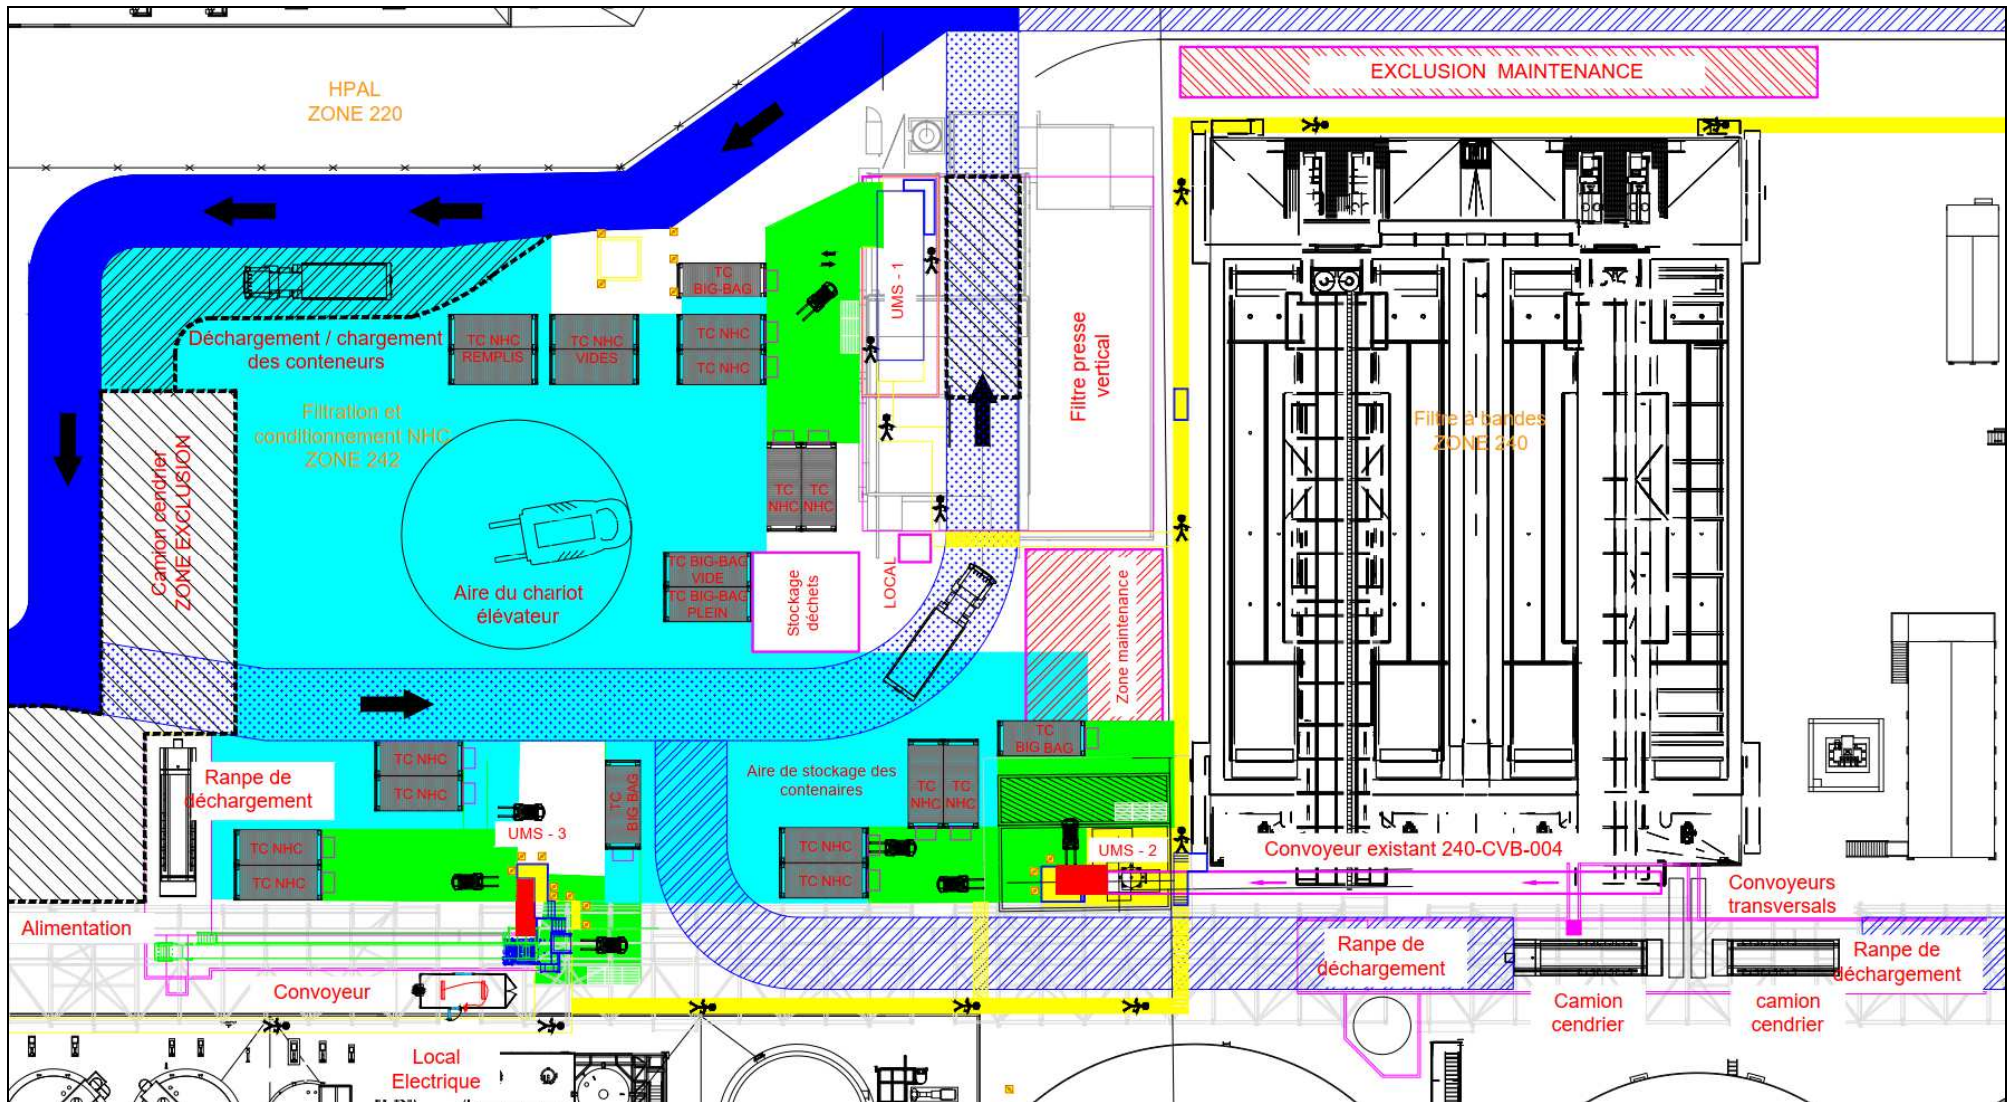 HPAL
ZONE 220
EXCLUSION MAINTENANCE
TC
BIG-BAG
UMS - 1
Déchargement / chargement
des conteneurs
TC NHC
REMPLIS
TC NHC
VIDES
TC NHC
TC NHC
Filtre presse
vertical
Filtration et
conditionnement NHC
ZONE 242
Filtre à bandes
ZONE 240
Camion cendrier
ZONE EXCLUSION
TC
NHC
TC
NHC
Aire du chariot
élévateur
TC BIG-BAG
VIDE
TC BIG-BAG
PLEIN
Stockage
déchets
LOCAL
Zone maintenance
TC
BIG BAG
Ranpe de
déchargement
TC NHC
TC NHC
TC
BIG BAG
Aire de stockage des
contenaires
TC
NHC
TC
NHC
UMS - 3
TC NHC
TC NHC
TC NHC
TC NHC
UMS - 2
Convoyeur existant 240-CVB-004
Convoyeurs
transversals
Alimentation
Ranpe de
déchargement
Ranpe de
déchargement
Convoyeur
Camion
cendrier
camion
cendrier
Local
Electrique